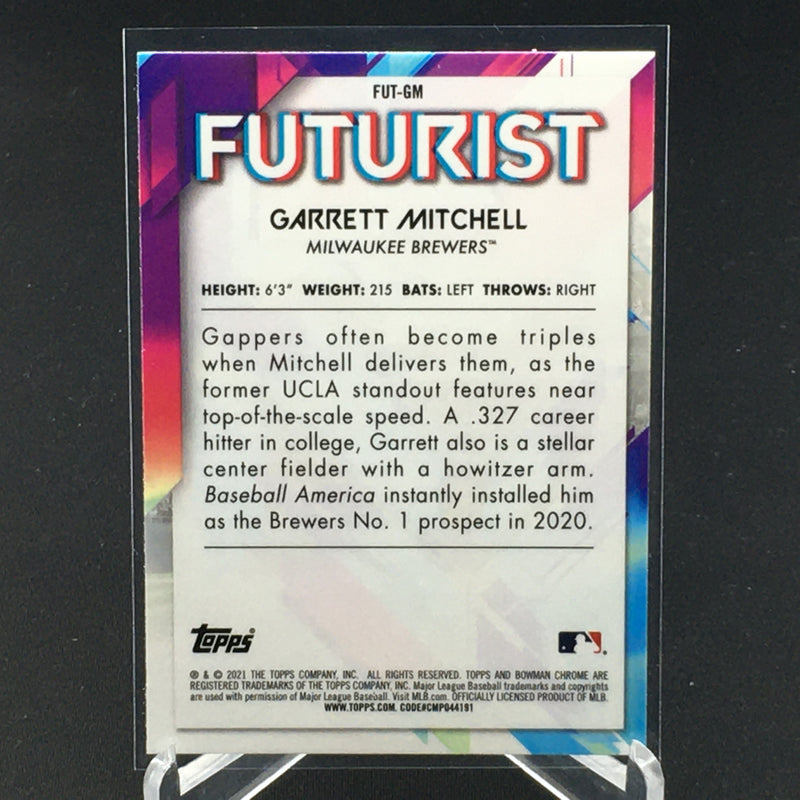 FUT-GM
FUTURIST
GARRETT MITCHELL
MILWAUKEE BREWERS™
HEIGHT: 6'3" WEIGHT: 215 BATS: LEFT THROWS: RIGHT
Gappers often become triples
when Mitchell delivers them, as the
former UCLA standout features near
top-of-the-scale speed. A .327 career
hitter in college, Garrett also is a stellar
center fielder with a howitzer arm.
Baseball America instantly installed him
as the Brewers No. 1 prospect in 2020.
Topps®
® & © 2021 THE TOPPS COMPANY, INC. ALL RIGHTS RESERVED. TOPPS AND BOWMAN CHROME ARE
REGISTERED TRADEMARKS OF THE TOPPS COMPANY, INC. Major League Baseball trademarks and copyrights
are used with permission of Major League Baseball. Visit MLB.com. OFFICIALLY LICENSED PRODUCT OF MLB.
WWW.TOPPS.COM. CODE#CMP044191